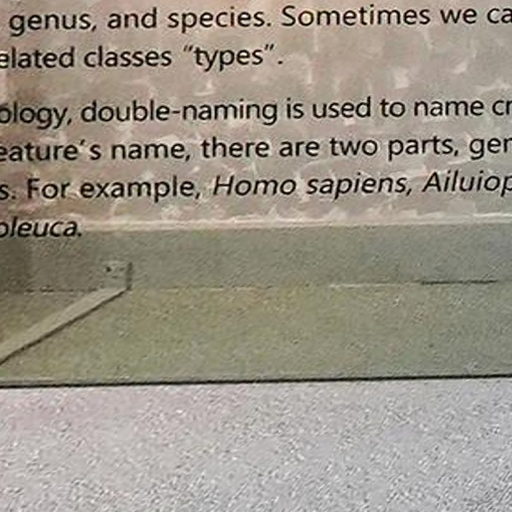 genus, and species. Sometimes we ca
elated classes “types”.
ology, double-naming is used to name cr
eature’s name, there are two parts, gen
s. For example, Homo sapiens, Ailuiop
oleuca.